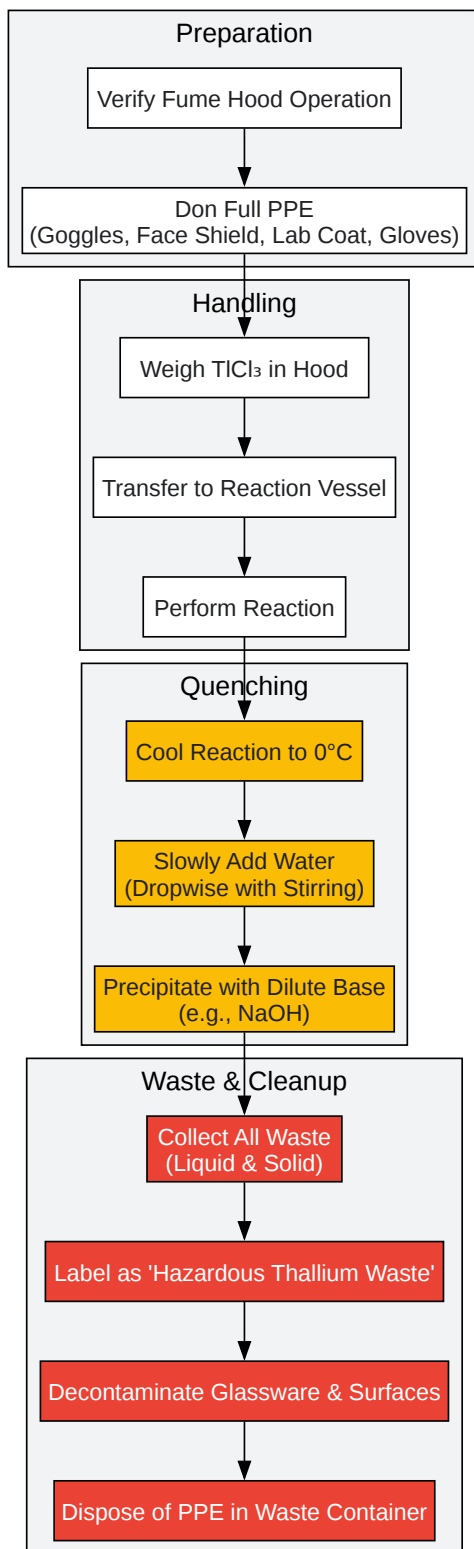 Preparation
Verify Fume Hood Operation
Don Full PPE
(Goggles, Face Shield, Lab Coat, Gloves)
Handling
Weigh TlCl₃ in Hood
Transfer to Reaction Vessel
Perform Reaction
Quenching
Cool Reaction to 0°C
Slowly Add Water
(Dropwise with Stirring)
Precipitate with Dilute Base
(e.g., NaOH)
Waste & Cleanup
Collect All Waste
(Liquid & Solid)
Label as 'Hazardous Thallium Waste'
Decontaminate Glassware & Surfaces
Dispose of PPE in Waste Container